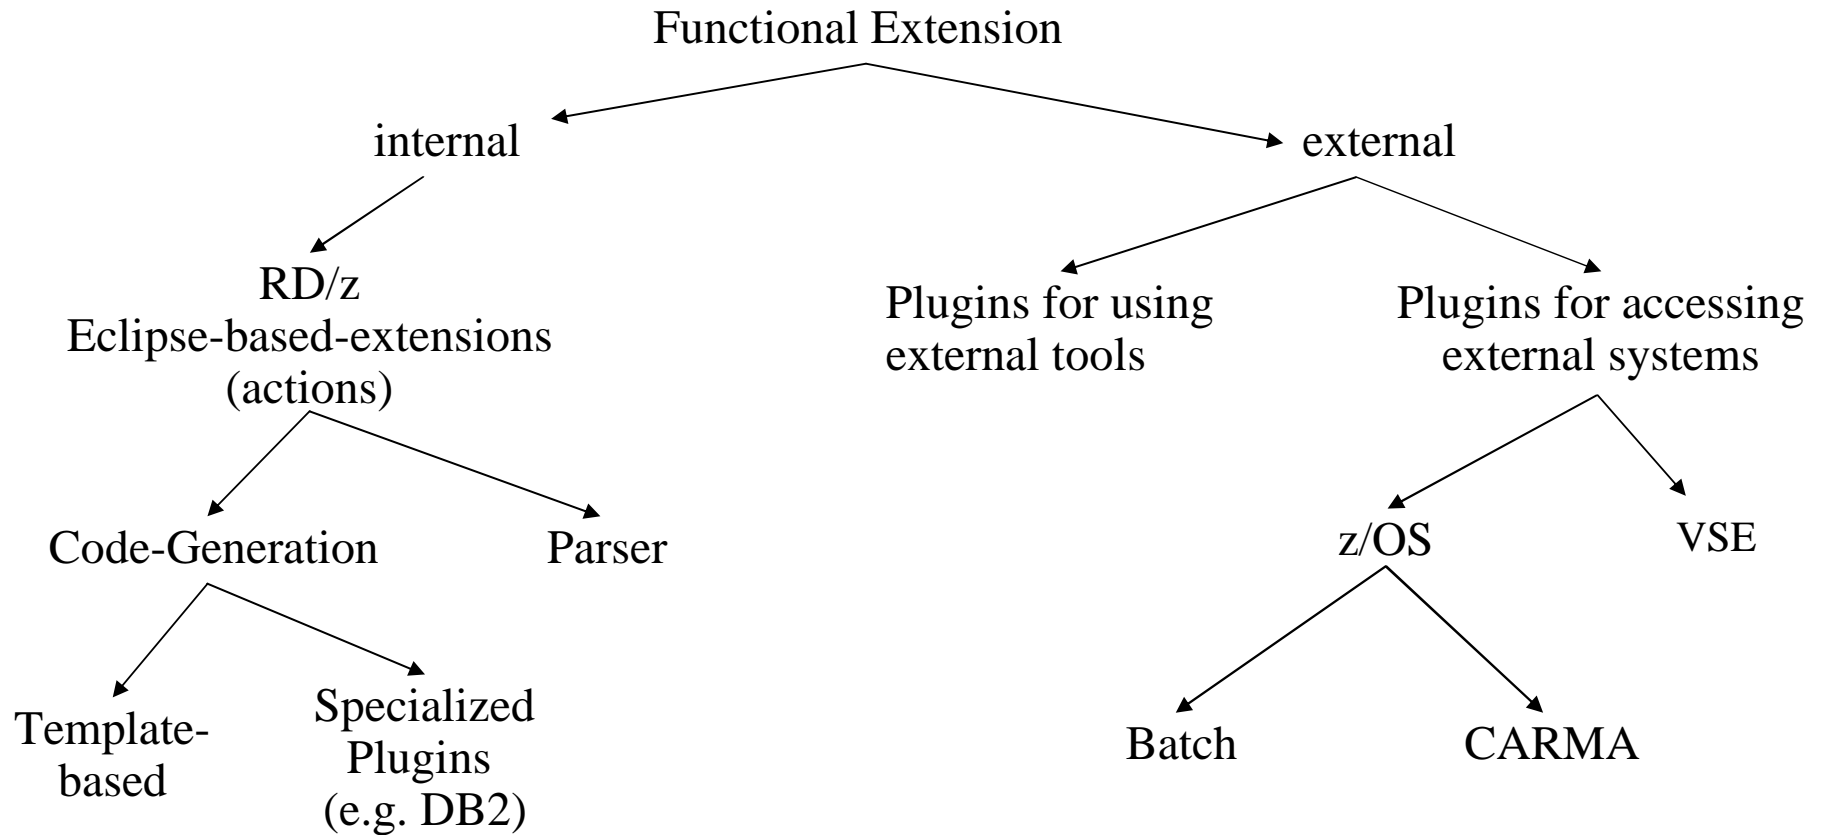 Functional Extension
internal
external
RD/z
Eclipse-based-extensions
(actions)
Plugins for using
external tools
Plugins for accessing
external systems
Code-Generation
Parser
z/OS
VSE
Template-
based
Specialized
Plugins
(e.g. DB2)
Batch
CARMA